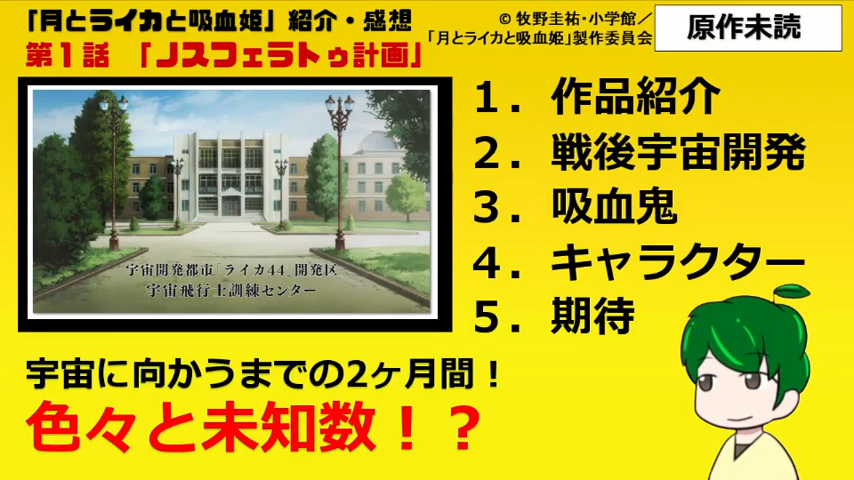 「月とライカと吸血姫」紹介・感想
第1話 「ノスフェラトゥ計画」
© 牧野圭祐・小学館／
「月とライカと吸血姫」製作委員会
原作未読
宇宙開発都市「ライカ44」開発区
宇宙飛行士訓練センター
1．作品紹介
2．戦後宇宙開発
3．吸血鬼
4．キャラクター
5．期待
宇宙に向かうまでの2ヶ月間！
色々と未知数！？